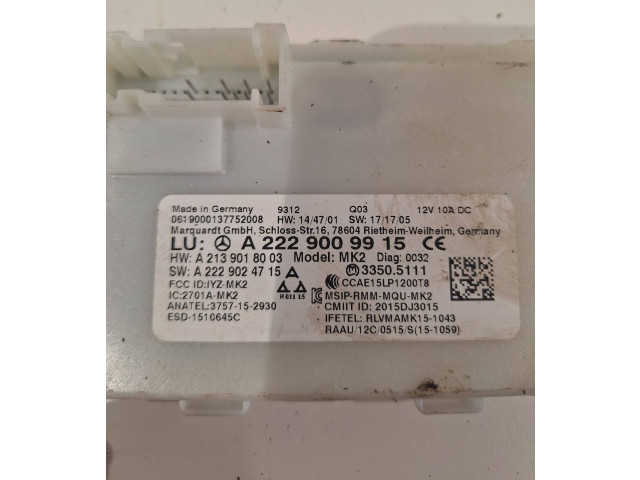 Made in Germany 9312 Q03 12V 10A DC
0619000137752008 HW: 14/47/01 SW: 17/17/05
Marquardt GmbH, Schloss-Str.16, 78604 Rietheim-Weilheim, Germany
LU: A 222 900 99 15 CE
HW: A 213 901 80 03 Model: MK2 Diag: 0032
SW: A 222 902 47 15 3350.5111
FCC ID:IYZ-MK2 CCAE15LP1200T8
IC:2701A-MK2 MSIP-RMM-MQU-MK2
ANATEL:3757-15-2930 CMIIT ID: 2015DJ3015
ESD-1510645C IFETEL: RLVMAMK15-1043
RAAU/12C/0515/S(15-1059)